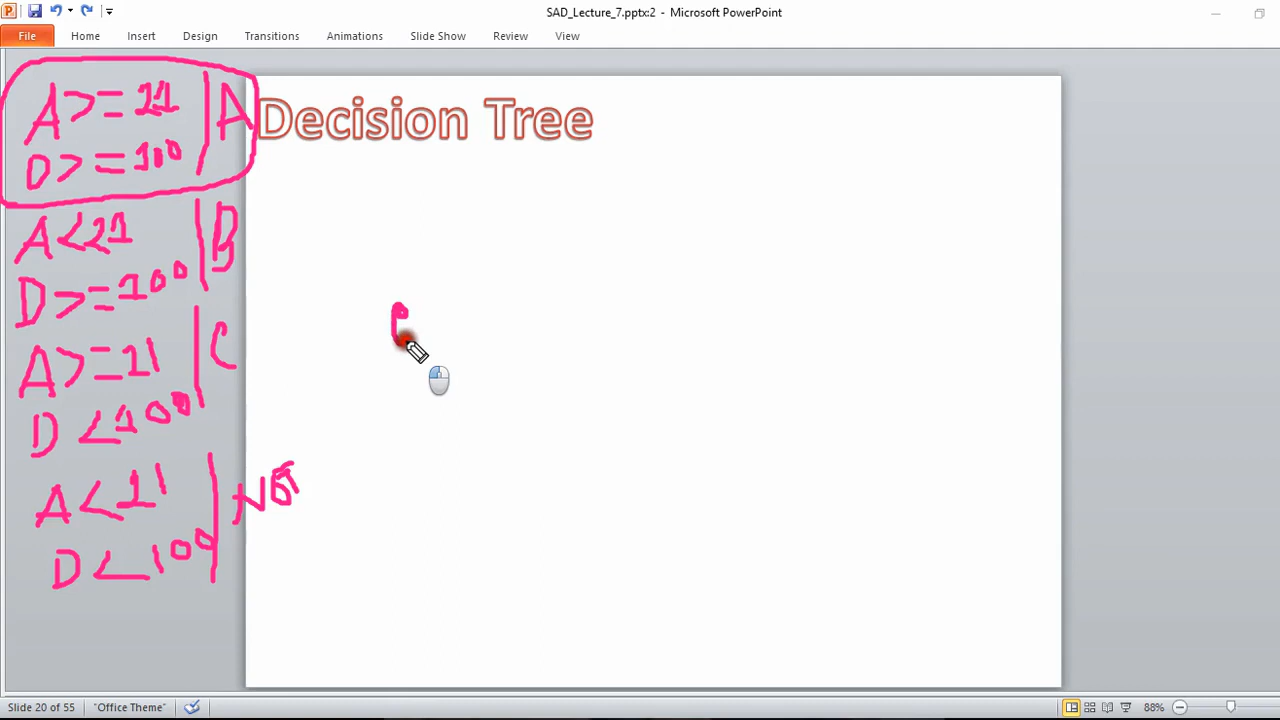 SAD_Lecture_7.pptx:2 - Microsoft PowerPoint
File Home Insert Design Transitions Animations Slide Show Review View
Decision Tree
A>=21 | A
D>=100
A<21 | B
D>=100
A>=21 | C
D<100
A<21
D<100
Slide 20 of 55 "Office Theme" 88%